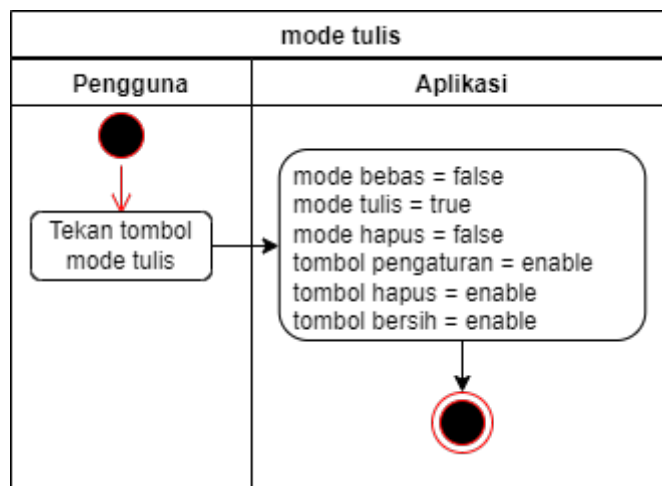 mode tulis
Pengguna
Aplikasi
Tekan tombol
mode tulis
mode bebas = false
mode tulis = true
mode hapus = false
tombol pengaturan = enable
tombol hapus = enable
tombol bersih = enable